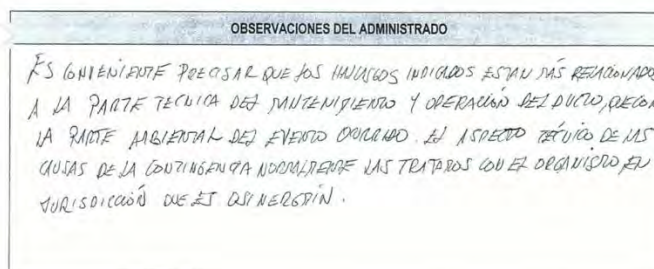 OBSERVACIONES DEL ADMINISTRADO
ES CONVENIENTE PRECISAR QUE LOS HALLAZGOS INDICADOS ESTAN MÁS RELACIONADOS
A LA PARTE TECNICA DEL MANTENIMIENTO Y OPERACIÓN DEL DUCTO, QUE CON
LA PARTE AMBIENTAL DEL EVENTO OCURRIDO. EL ASPECTO TÉCNICO DE LAS
CAUSAS DE LA CONTINGENCIA NORMALMENTE LAS TRATAMOS CON EL ORGANISMO EN
JURISDICCIÓN QUE ES OSINERGMIN.